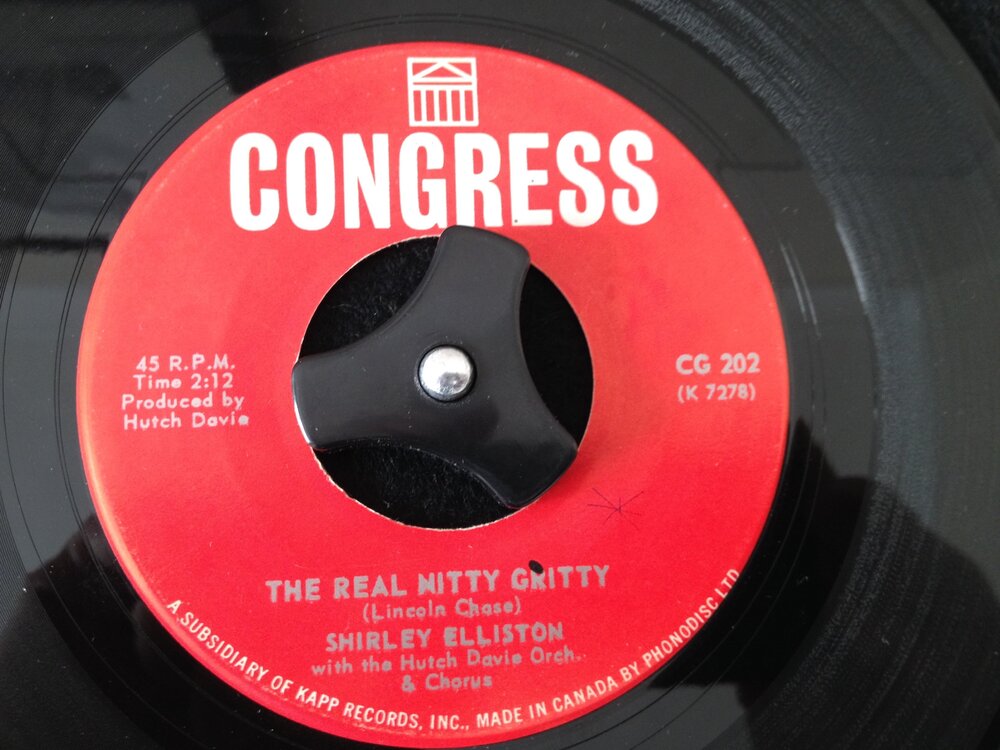 CONGRESS
45 R.P.M.
Time 2:12
Produced by
Hutch Davie
CG 202
(K 7278)
THE REAL NITTY GRITTY
(Lincoln Chase)
SHIRLEY ELLISTON
with the Hutch Davie Orch.
& Chorus
A SUBSIDIARY OF KAPP RECORDS, INC., MADE IN CANADA BY PHONODISC LTD